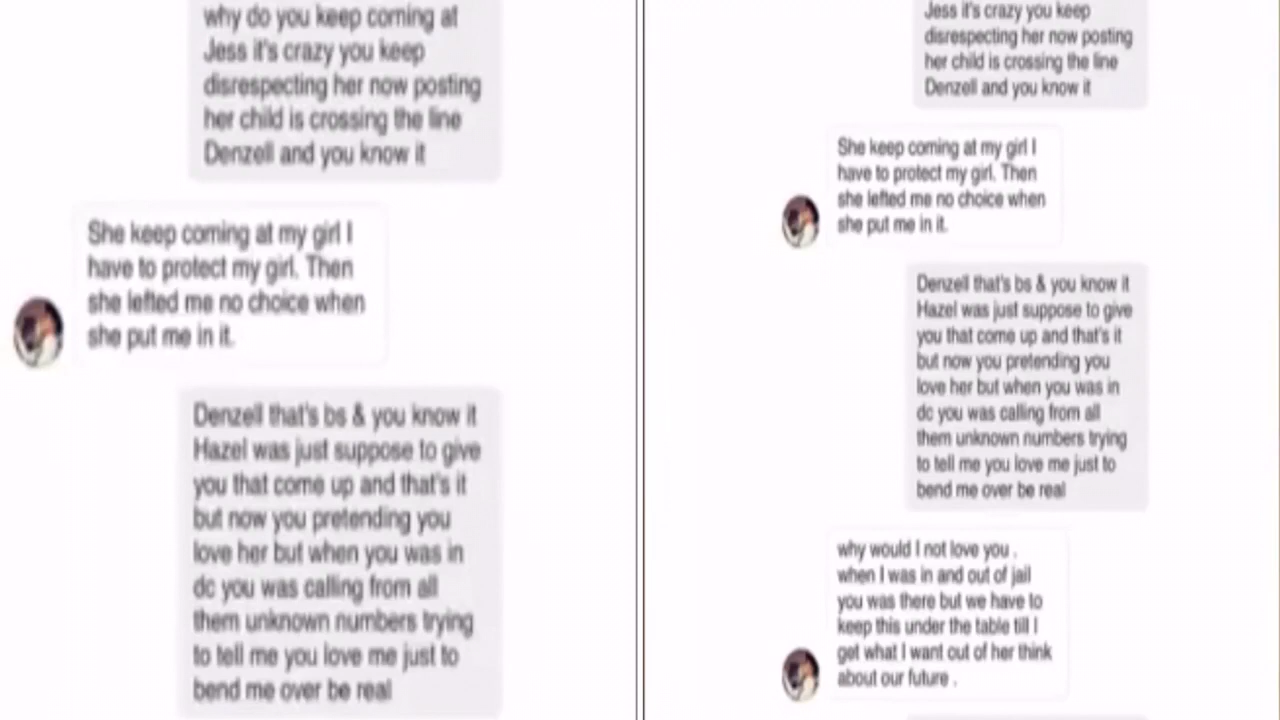 why do you keep coming at
Jess it's crazy you keep
disrespecting her now posting
her child is crossing the line
Denzell and you know it
She keep coming at my girl I
have to protect my girl. Then
she lefted me no choice when
she put me in it.
Denzell that's bs & you know it
Hazel was just suppose to give
you that come up and that's it
but now you pretending you
love her but when you was in
dc you was calling from all
them unknown numbers trying
to tell me you love me just to
bend me over be real
Jess it's crazy you keep
disrespecting her now posting
her child is crossing the line
Denzell and you know it
She keep coming at my girl I
have to protect my girl. Then
she lefted me no choice when
she put me in it.
Denzell that's bs & you know it
Hazel was just suppose to give
you that come up and that's it
but now you pretending you
love her but when you was in
dc you was calling from all
them unknown numbers trying
to tell me you love me just to
bend me over be real
why would I not love you .
when I was in and out of jail
you was there but we have to
keep this under the table till I
get what I want out of her think
about our future .